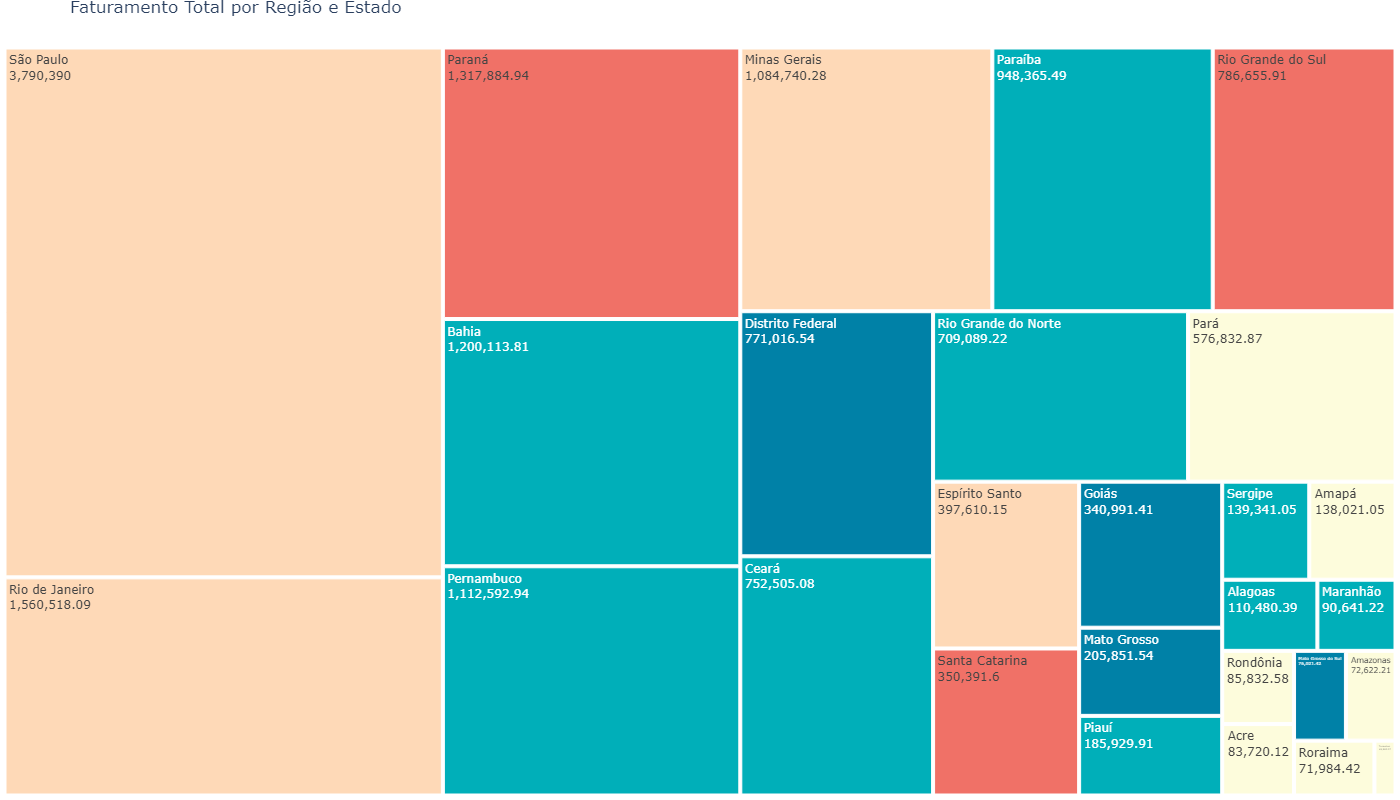 Faturamento Total por Região e Estado
São Paulo
3,790,390
Paraná
1,317,884.94
Minas Gerais
1,084,740.28
Paraíba
948,365.49
Rio Grande do Sul
786,655.91
Bahia
1,200,113.81
Distrito Federal
771,016.54
Rio Grande do Norte
709,089.22
Pará
576,832.87
Espírito Santo
397,610.15
Goiás
340,991.41
Sergipe
139,341.05
Amapá
138,021.05
Rio de Janeiro
1,560,518.09
Pernambuco
1,112,592.94
Ceará
752,505.08
Alagoas
110,480.39
Maranhão
90,641.22
Mato Grosso
205,851.54
Santa Catarina
350,391.6
Rondônia
85,832.58
Mato Grosso do Sul
Amazonas
72,622.21
Piauí
185,929.91
Acre
83,720.12
Roraima
71,984.42